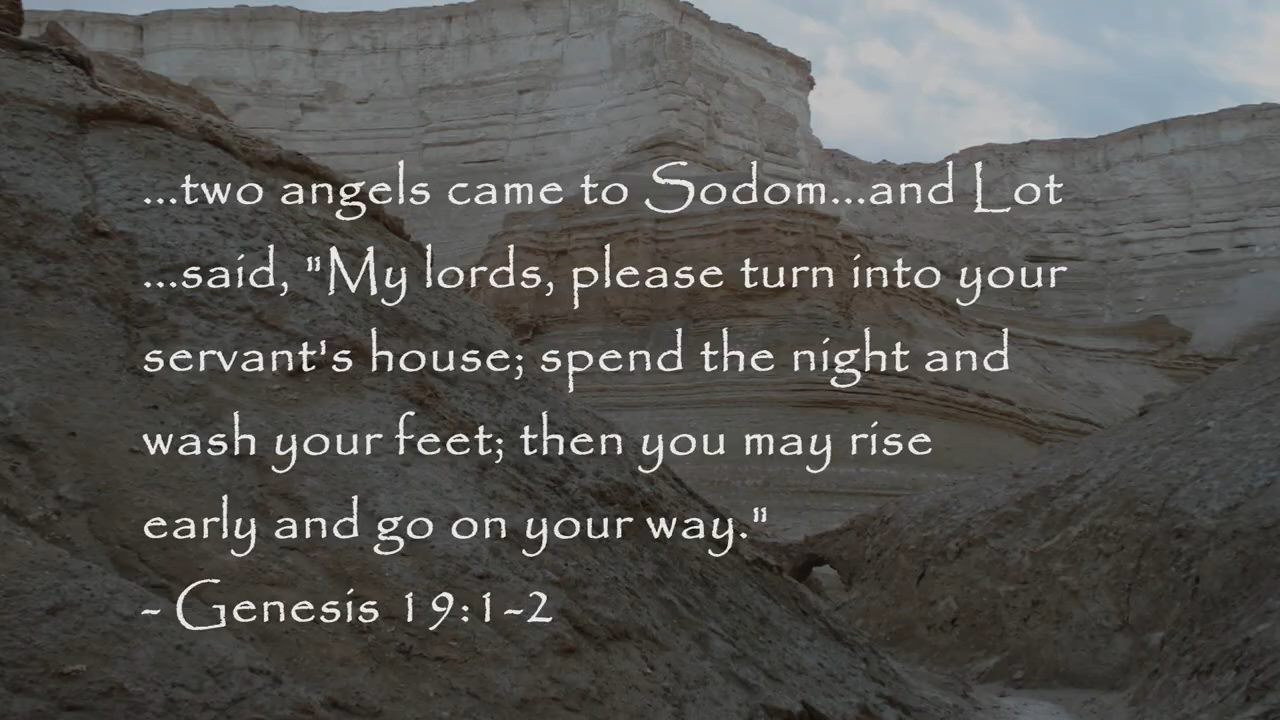 ...two angels came to Sodom...and Lot
...said, "My lords, please turn into your
servant's house; spend the night and
wash your feet; then you may rise
early and go on your way."
- Genesis 19:1-2